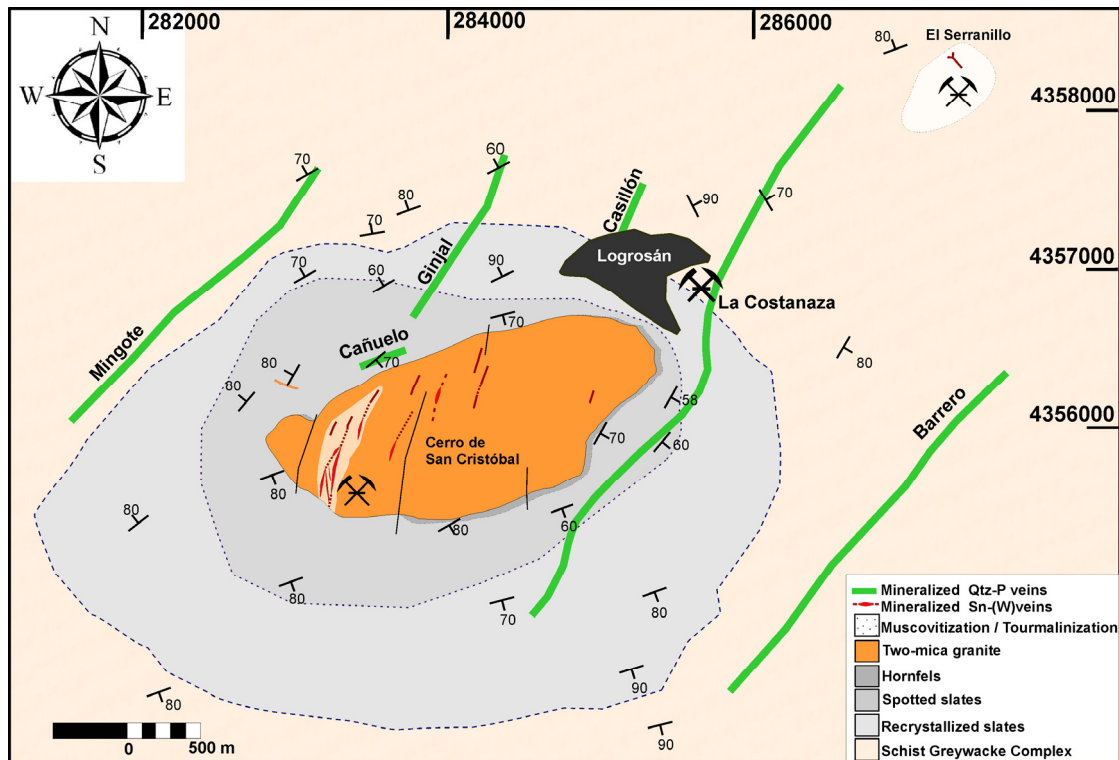 282000
284000
286000
N
W
E
S
El Serranillo
80
4358000
70
60
80
70
90
70
Casillón
Ginjal
70
60
90
Logrosán
4357000
La Costanaza
Mingote
Cañuelo
70
70
80
80
80
58
70
60
Barrero
4356000
Cerro de
San Cristóbal
80
80
80
60
80
70
80
90
80
90
0
500 m
Mineralized Qtz-P veins
Mineralized Sn-(W)veins
Muscovitization / Tourmalinization
Two-mica granite
Hornfels
Spotted slates
Recrystallized slates
Schist Greywacke Complex